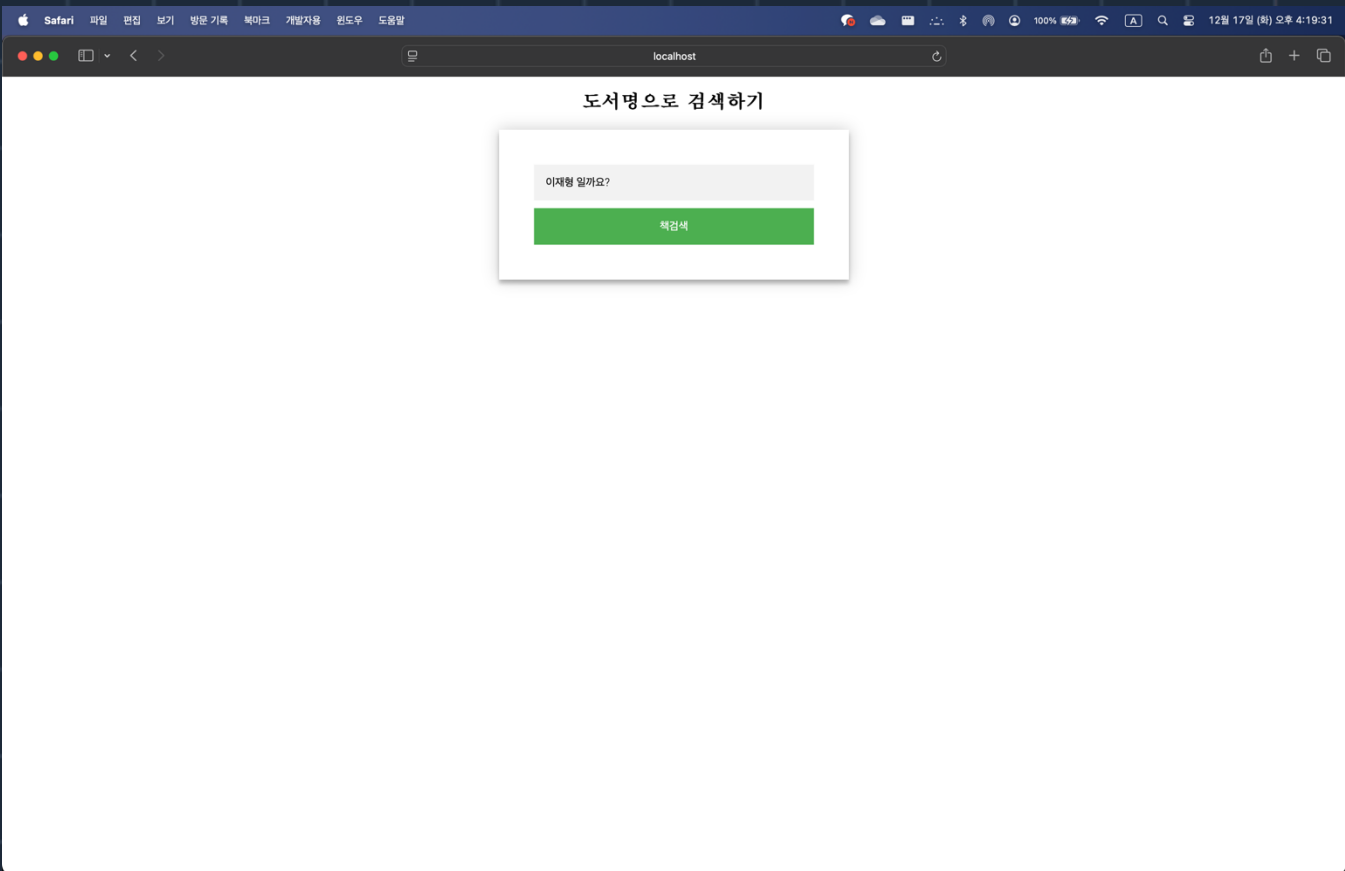 Safari 파일 편집 보기 방문 기록 북마크 개발자용 윈도우 도움말 100% A 12월 17일 (화) 오후 4:19:31
localhost
도서명으로 검색하기
이재형 일까요?
책검색